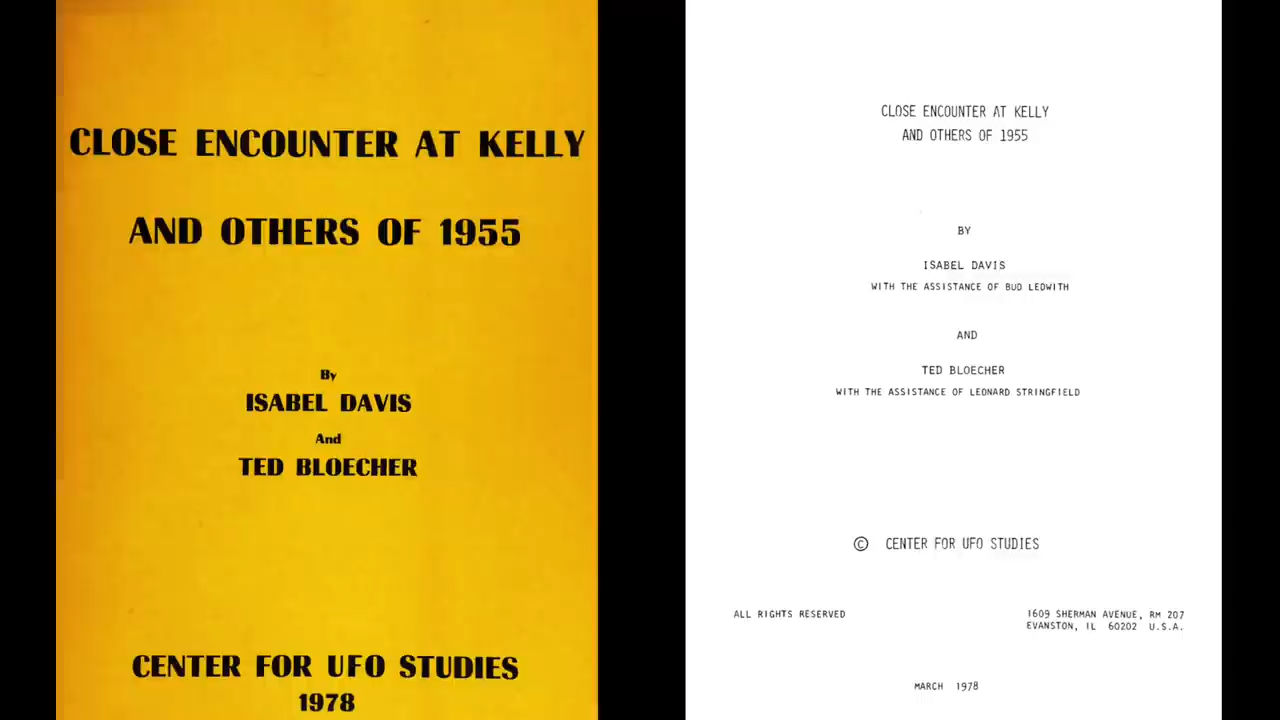 CLOSE ENCOUNTER AT KELLY
AND OTHERS OF 1955
By
ISABEL DAVIS
And
TED BLOECHER
CENTER FOR UFO STUDIES
1978
CLOSE ENCOUNTER AT KELLY
AND OTHERS OF 1955
BY
ISABEL DAVIS
WITH THE ASSISTANCE OF BUD LEDWITH
AND
TED BLOECHER
WITH THE ASSISTANCE OF LEONARD STRINGFIELD
© CENTER FOR UFO STUDIES
ALL RIGHTS RESERVED
1609 SHERMAN AVENUE, RM 207
EVANSTON, IL 60202 U.S.A.
MARCH 1978